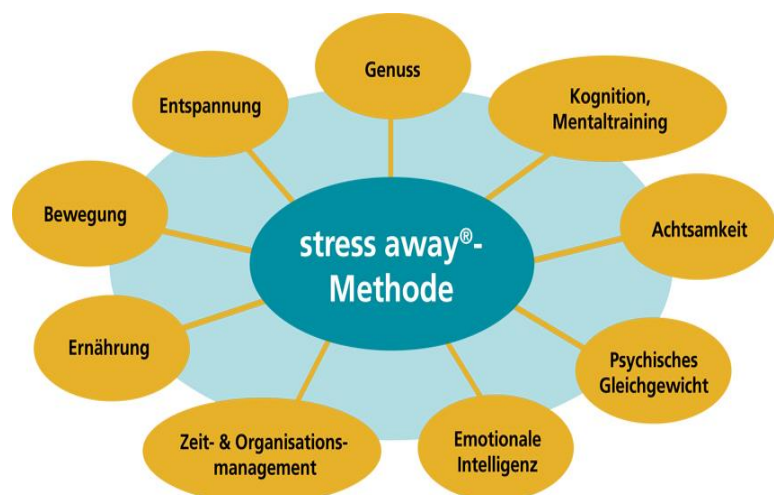 Genuss
Kognition,
Mentaltraining
Entspannung
Bewegung
stress away®-
Methode
Achtsamkeit
Ernährung
Psychisches
Gleichgewicht
Zeit- & Organisations-
management
Emotionale
Intelligenz